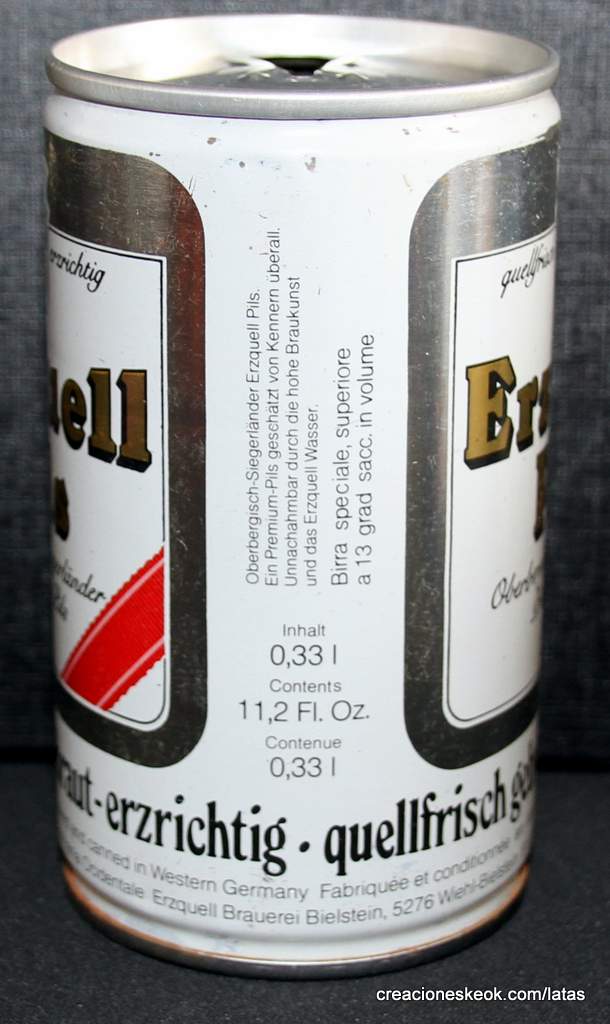 erzrichtig
quellfrisch
Oberbergisch-Siegerländer Erzquell Pils.
Ein Premium-Pils geschätzt von Kennern überall.
Unnachahmbar durch die hohe Braukunst
und das Erzquell Wasser.
Birra speciale, superiore
a 13 grad sacc. in volume
Inhalt
0,33 l
Contents
11,2 Fl. Oz.
Contenue
0,33 l
braut-erzrichtig · quellfrisch
canned in Western Germany Fabriquée et conditionnée
Occidentale Erzquell Brauerei Bielstein, 5276 Wiehl-Bielstein
creacioneskeok.com/latas